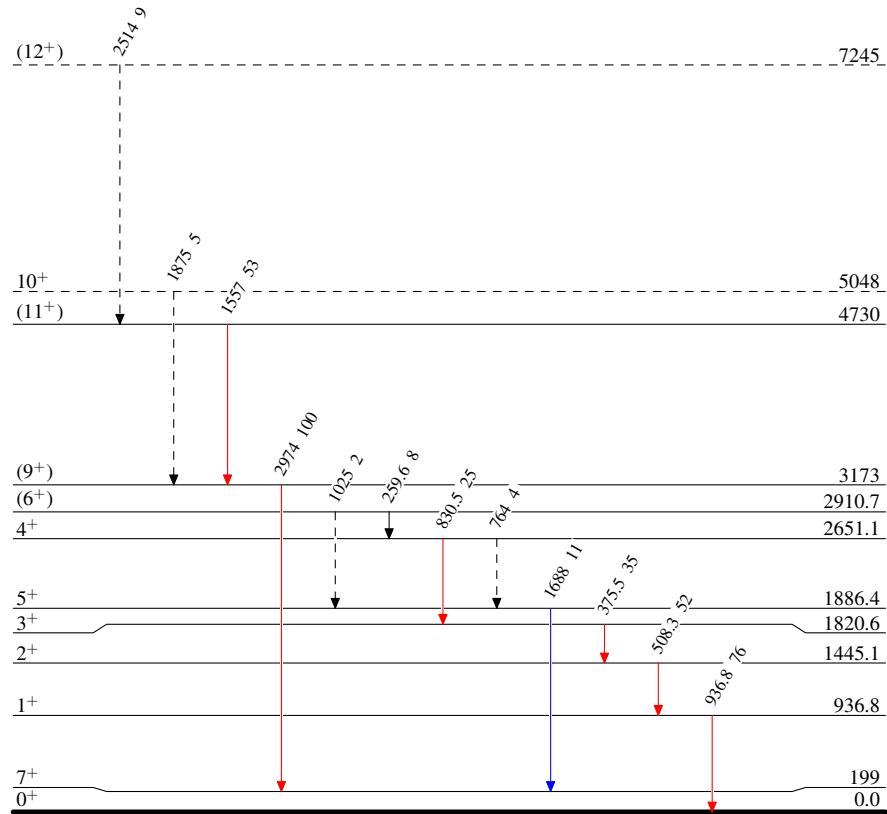 (12⁺) 2514 9 7245
10⁺ 1875 5 5048
(11⁺) 1557 53 4730
(9⁺) 2974 100 3173
(6⁺) 1025 2 259.6 8 2910.7
4⁺ 830.5 25 764 4 2651.1
5⁺ 1688 11 1886.4
3⁺ 375.5 35 1820.6
2⁺ 508.3 52 1445.1
1⁺ 936.8 76 936.8
7⁺ 199
0⁺ 0.0